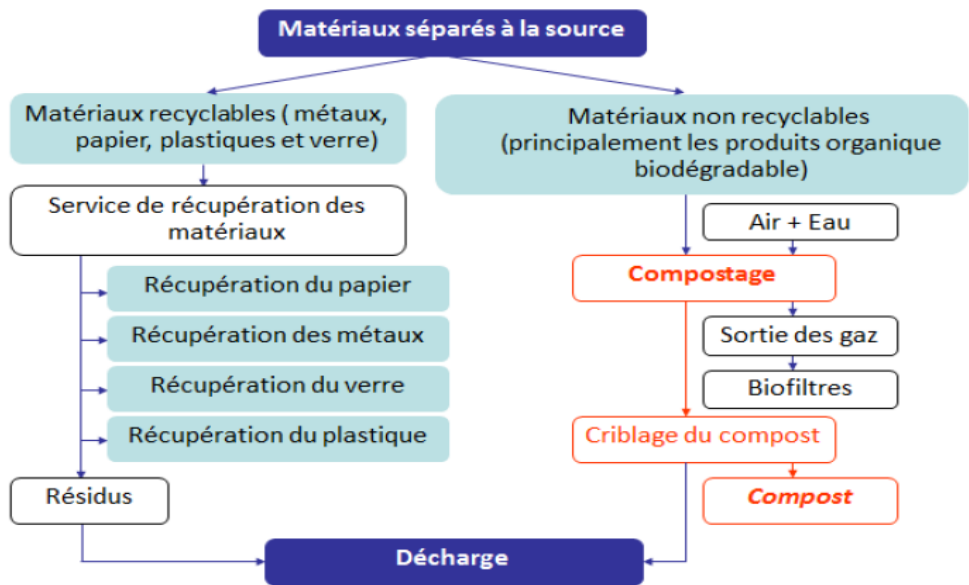 Matériaux séparés à la source
Matériaux recyclables ( métaux,
papier, plastiques et verre)
Service de récupération des
matériaux
Récupération du papier
Récupération des métaux
Récupération du verre
Récupération du plastique
Résidus
Matériaux non recyclables
(principalement les produits organique
biodégradable)
Air + Eau
Compostage
Sortie des gaz
Biofiltres
Criblage du compost
Compost
Décharge